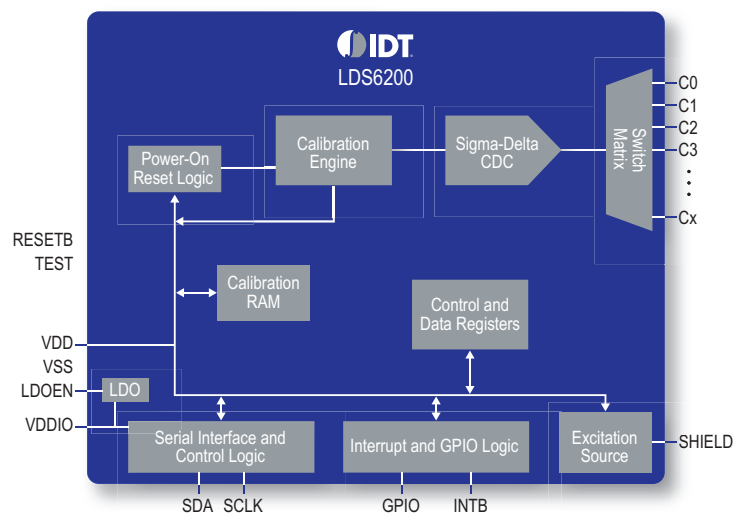 IDT
LDS6200
Power-On
Reset Logic
Calibration
Engine
Sigma-Delta
CDC
Switch
Matrix
C0
C1
C2
C3
Cx
RESETB
TEST
Calibration
RAM
Control and
Data Registers
VDD
VSS
LDOEN
LDO
VDDIO
Serial Interface and
Control Logic
Interrupt and GPIO Logic
Excitation
Source
SHIELD
SDA SCLK
GPIO INTB